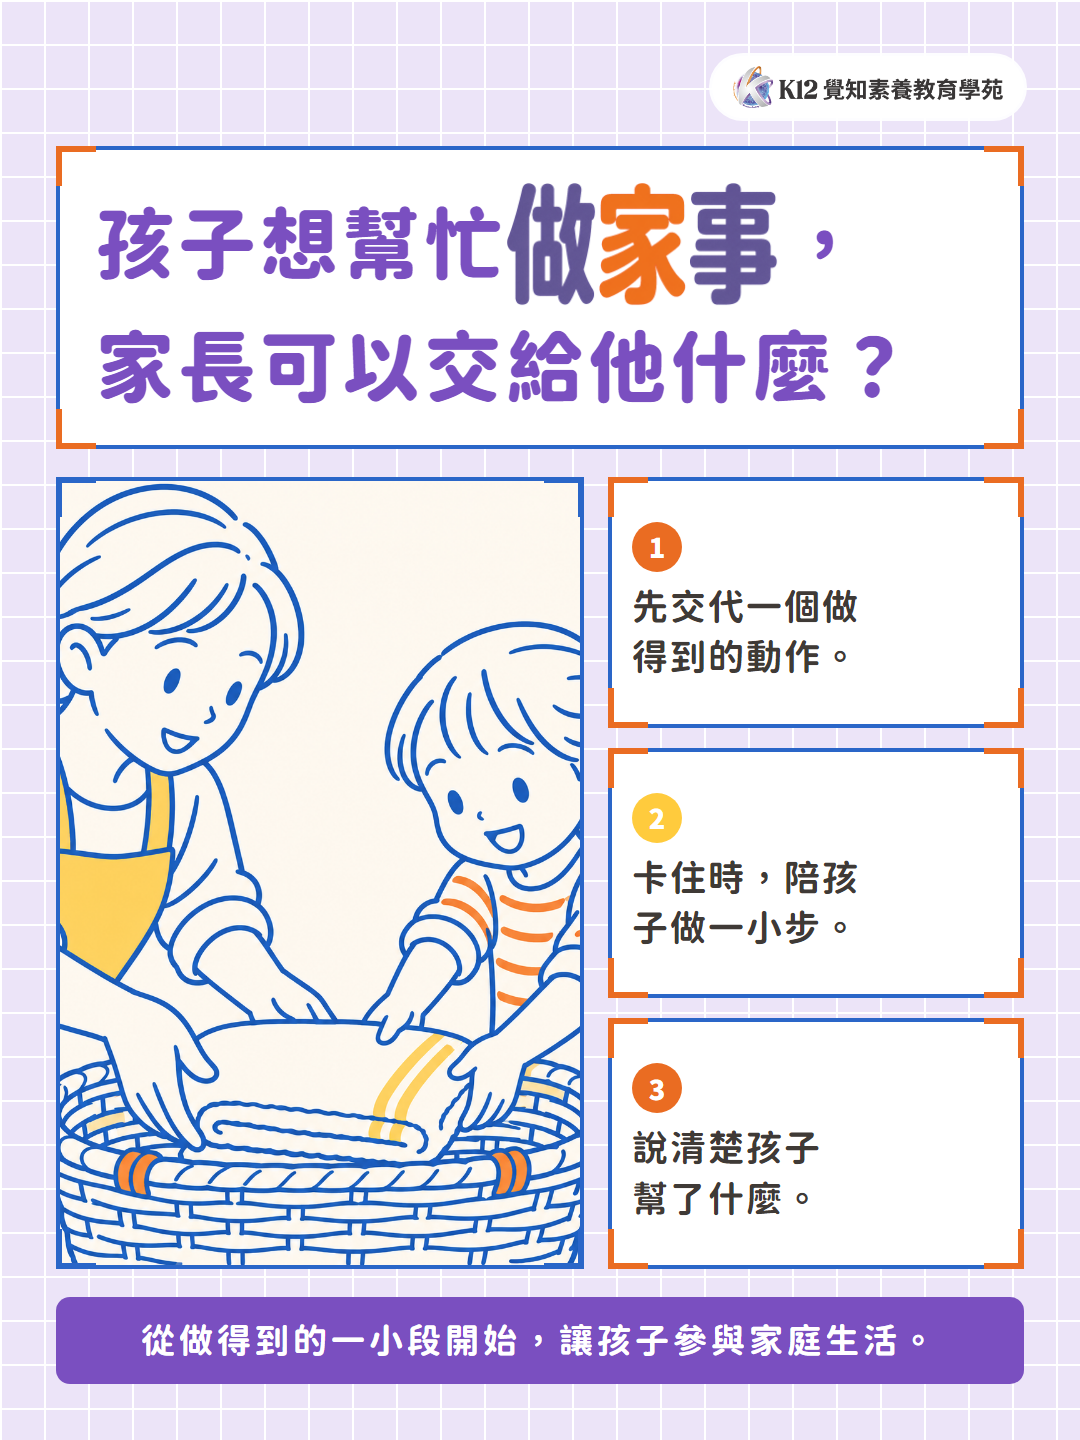 K12 覺知素養教育學苑
孩子想幫忙做家事，
家長可以交給他什麼？
1
先交代一個做
得到的動作。
2
卡住時，陪孩
子做一小步。
3
說清楚孩子
幫了什麼。
從做得到的一小段開始，讓孩子參與家庭生活。